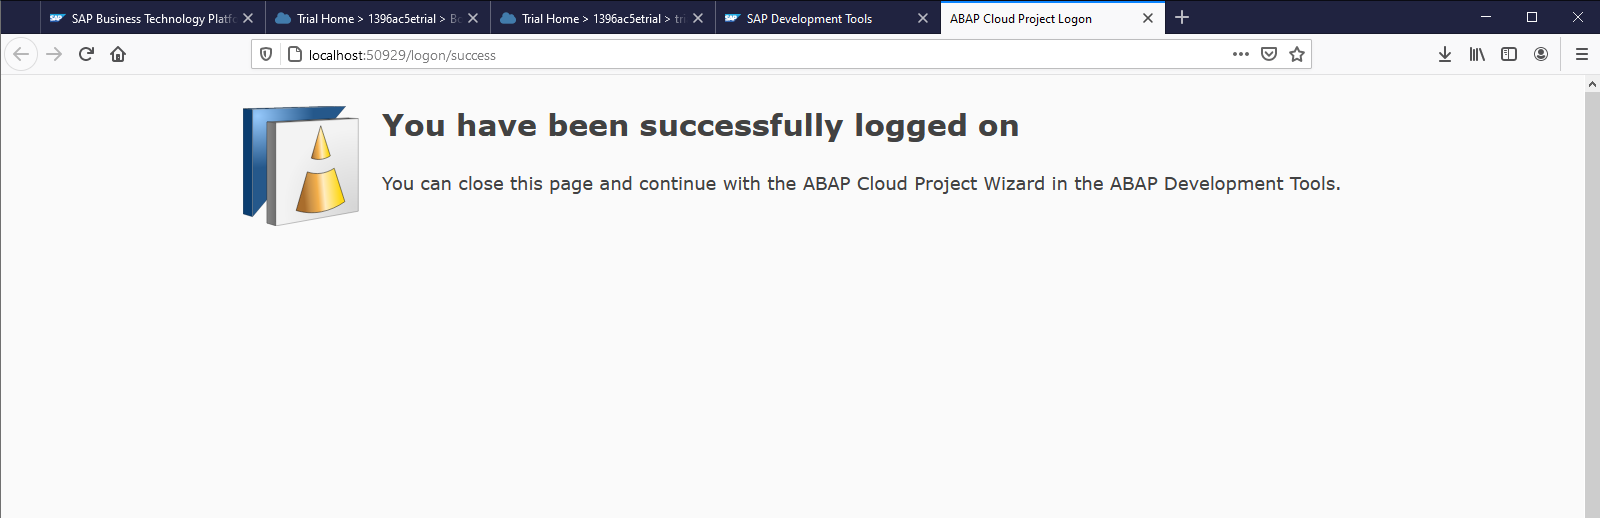 SAP Business Technology Platfo
Trial Home > 1396ac5etrial > Bo
Trial Home > 1396ac5etrial > tri
SAP Development Tools
ABAP Cloud Project Logon
localhost:50929/logon/success
You have been successfully logged on
You can close this page and continue with the ABAP Cloud Project Wizard in the ABAP Development Tools.